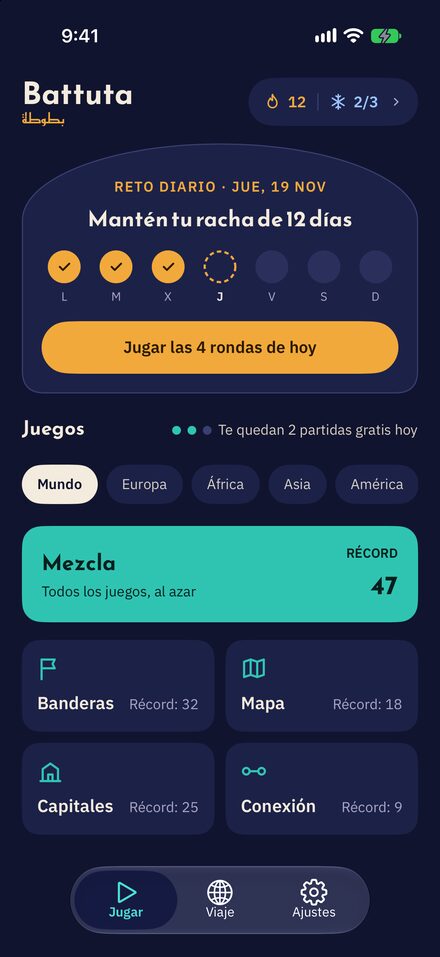 9:41
Battuta
بطوطة
12
2/3
RETO DIARIO · JUE, 19 NOV
Mantén tu racha de 12 días
L M X J V S D
Jugar las 4 rondas de hoy
Juegos
Te quedan 2 partidas gratis hoy
Mundo Europa África Asia América
Mezcla
Todos los juegos, al azar
RÉCORD
47
Banderas Récord: 32
Mapa Récord: 18
Capitales Récord: 25
Conexión Récord: 9
Jugar Viaje Ajustes